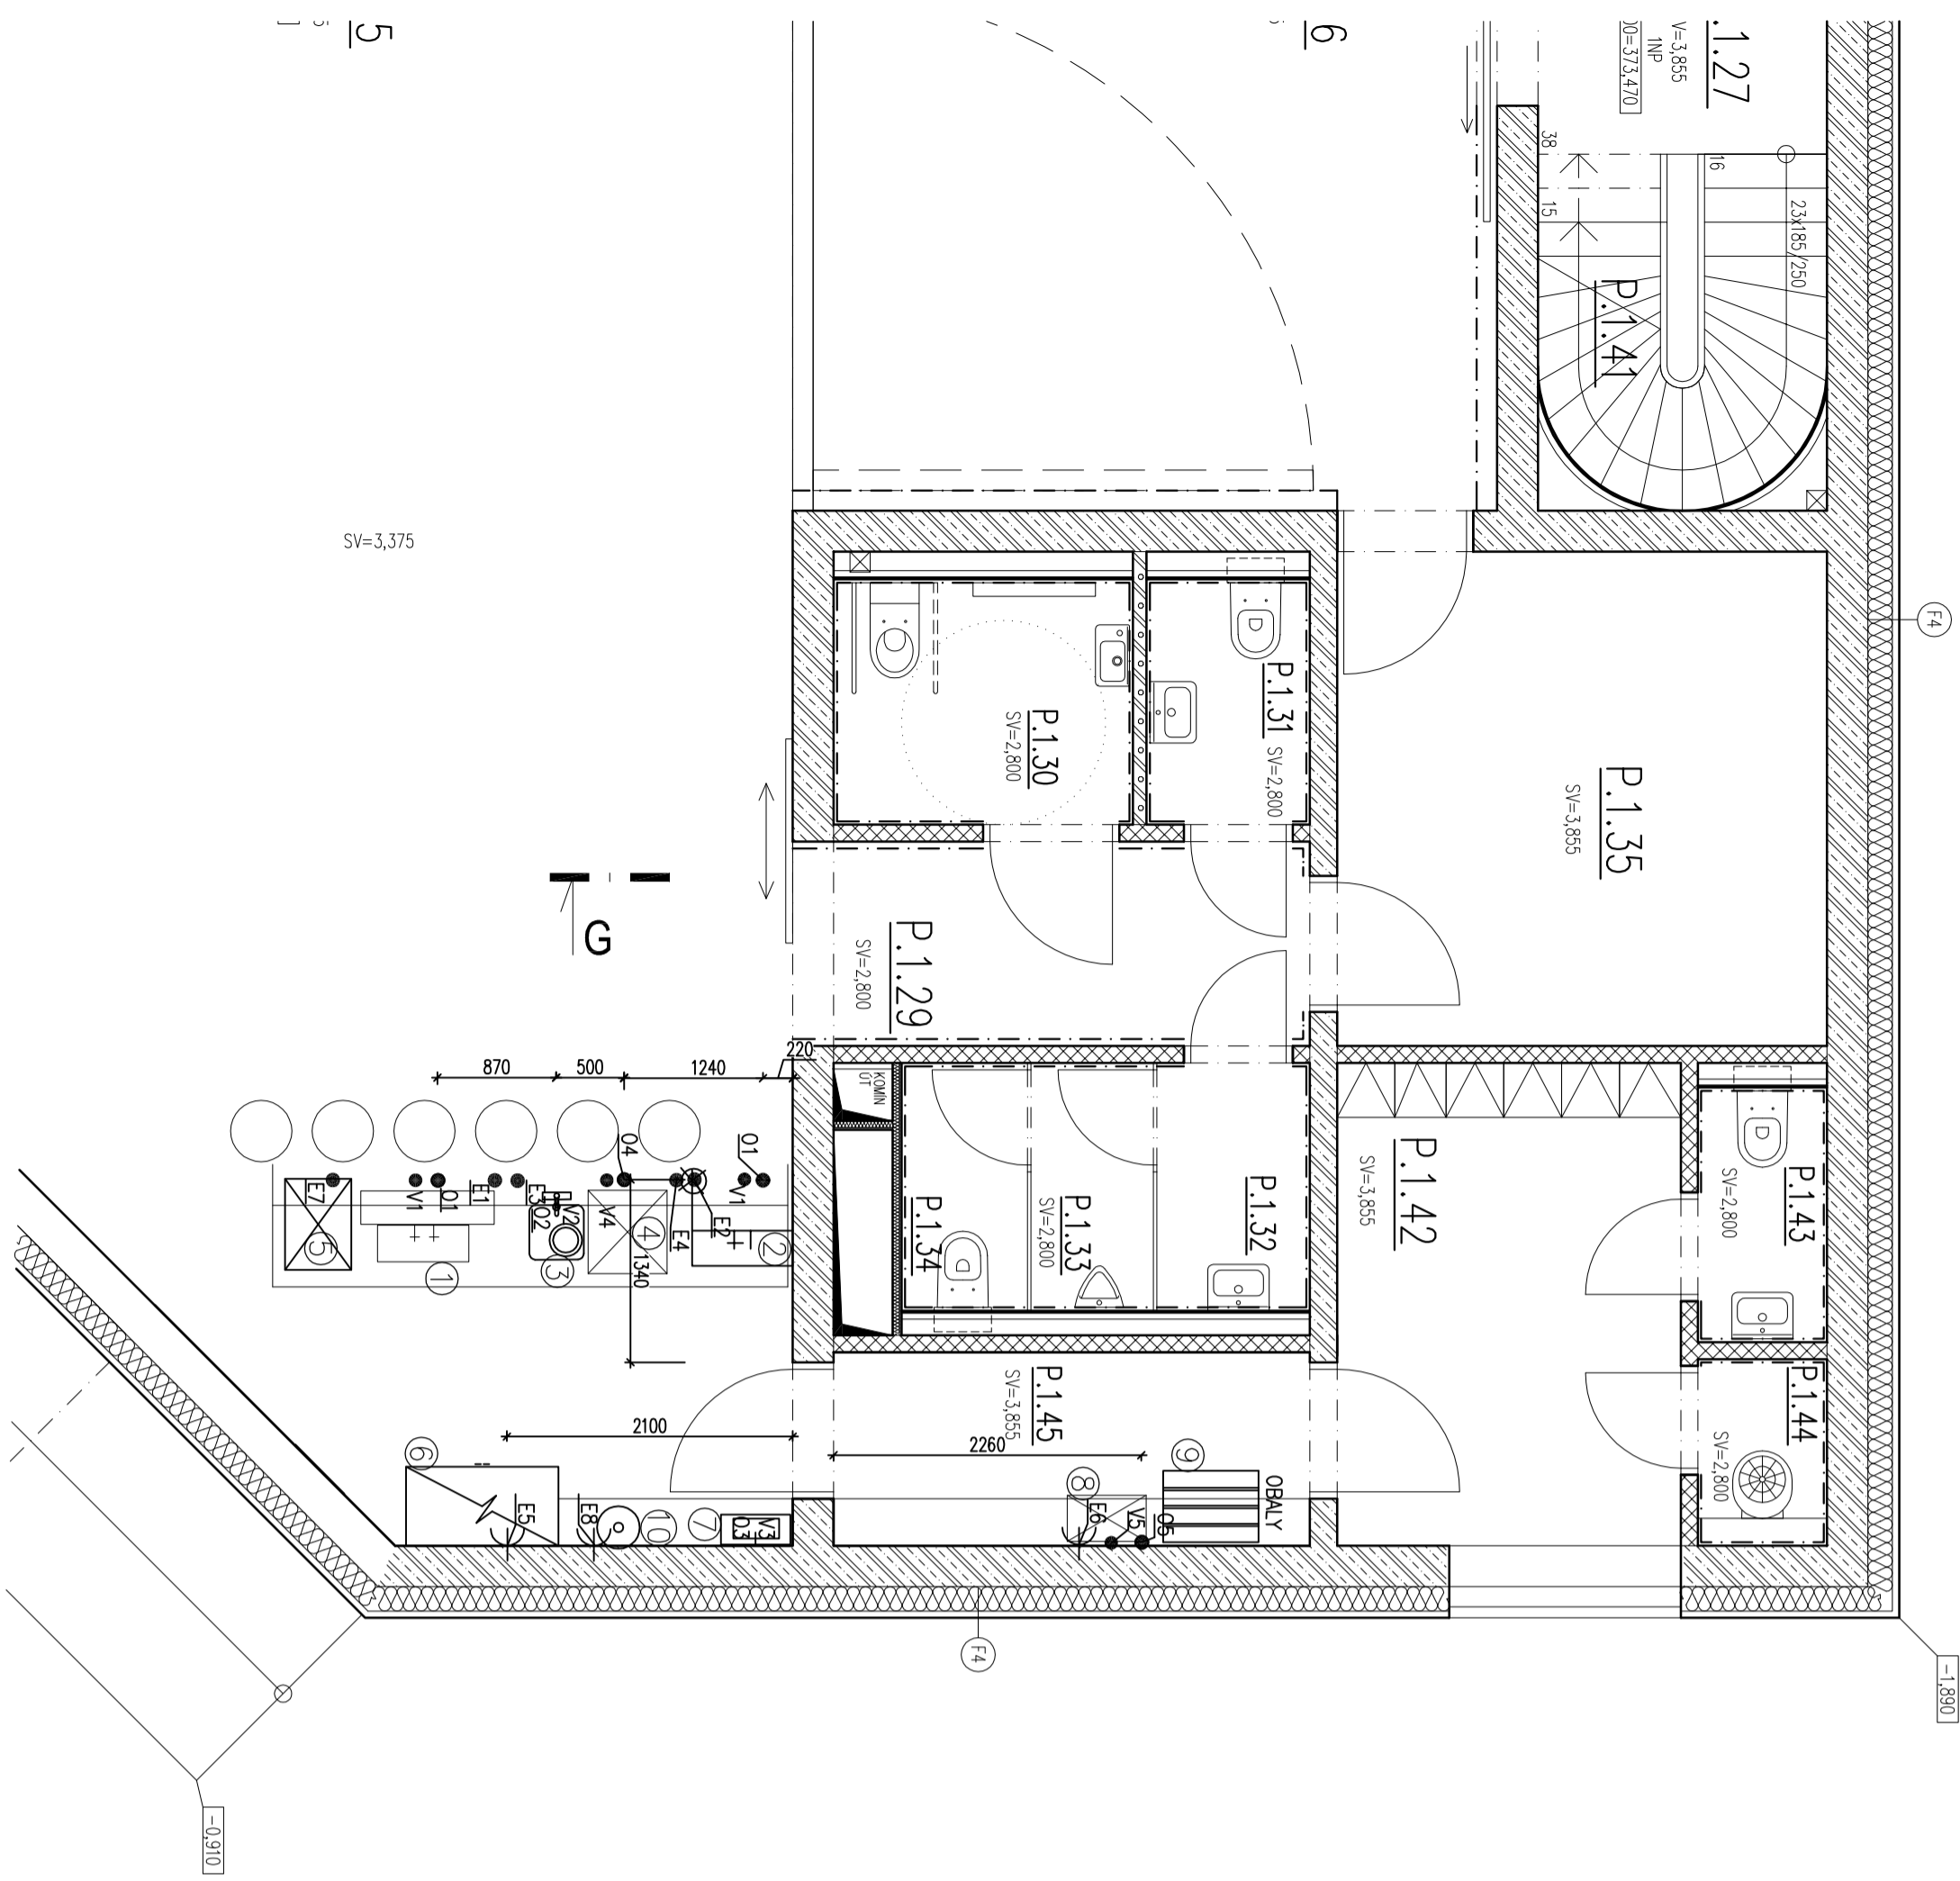 5
6
.1.27
V=3,855
1NP
00=373,470
38
16
15
23x185/250
P.1.41
SV=3,375
F4
P.1.31
SV=2,800
P.1.30
SV=2,800
P.1.35
SV=3,855
G
P.1.29
SV=2,800
870
500
1240
220
KOMÍN
ÚT
P.1.42
SV=3,855
P.1.43
SV=2,800
P.1.32
P.1.33
SV=2,800
P.1.34
O4
O1
E7
V1
O1
E1
E3
O2
V2
V4
E4
E2
V1
5
1
3
4
2
1340
P.1.45
SV=3,855
P.1.44
SV=2,800
2100
2260
6
9
8
OBALY
E5
E8
10
7
V3
O3
E6
V5
O5
F4
-1,890
-0,910